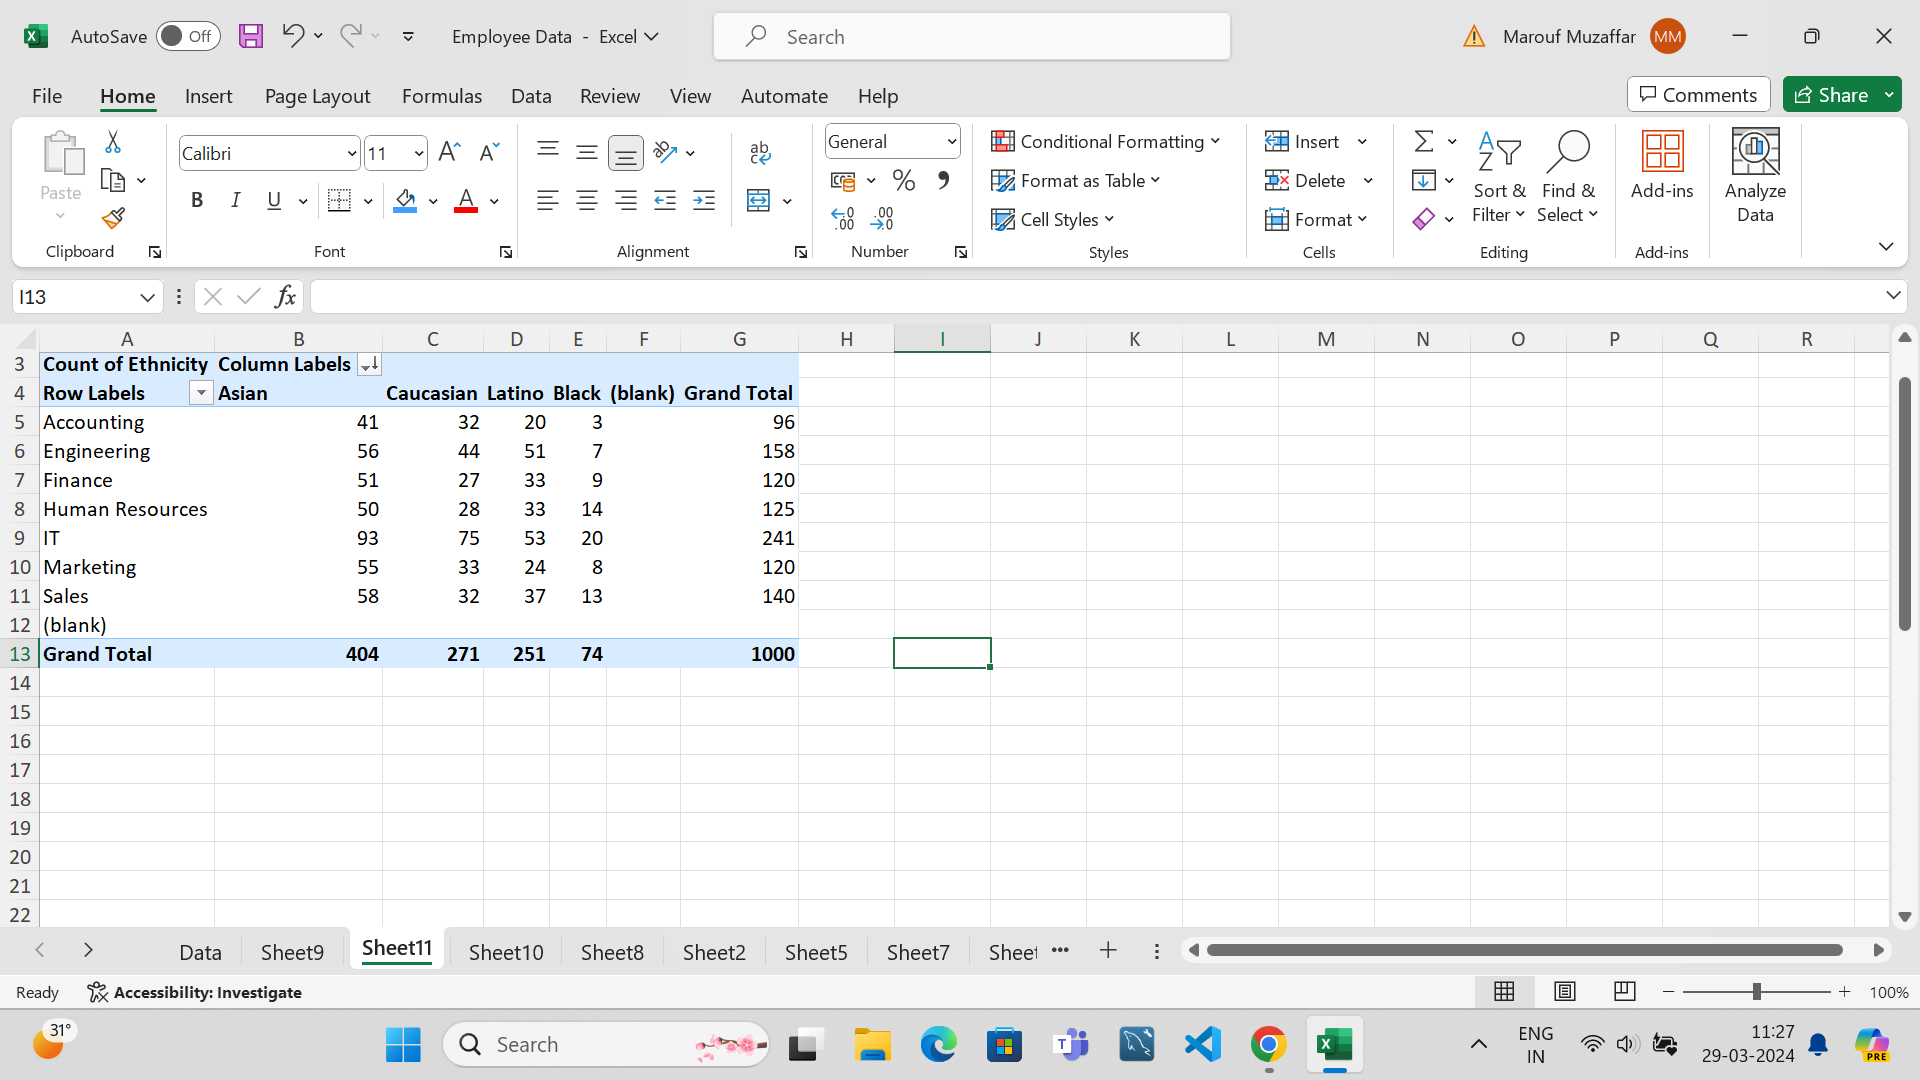 AutoSave Off Employee Data - Excel Search Marouf Muzaffar MM
File Home Insert Page Layout Formulas Data Review View Automate Help Comments Share
Paste Calibri 11 General Conditional Formatting Insert Sort & Filter Find & Select Add-ins Analyze Data
B I U % Format as Table Delete
Cell Styles Format
Clipboard Font Alignment Number Styles Cells Editing Add-ins
I13 fx
A B C D E F G H I J K L M N O P Q R
3 Count of Ethnicity Column Labels
4 Row Labels Asian Caucasian Latino Black (blank) Grand Total
5 Accounting 41 32 20 3 96
6 Engineering 56 44 51 7 158
7 Finance 51 27 33 9 120
8 Human Resources 50 28 33 14 125
9 IT 93 75 53 20 241
10 Marketing 55 33 24 8 120
11 Sales 58 32 37 13 140
12 (blank)
13 Grand Total 404 271 251 74 1000
14
15
16
17
18
19
20
21
22
Data Sheet9 Sheet11 Sheet10 Sheet8 Sheet2 Sheet5 Sheet7 Sheet ...
Ready Accessibility: Investigate 100%
31° Search ENG IN 11:27 29-03-2024 PRE